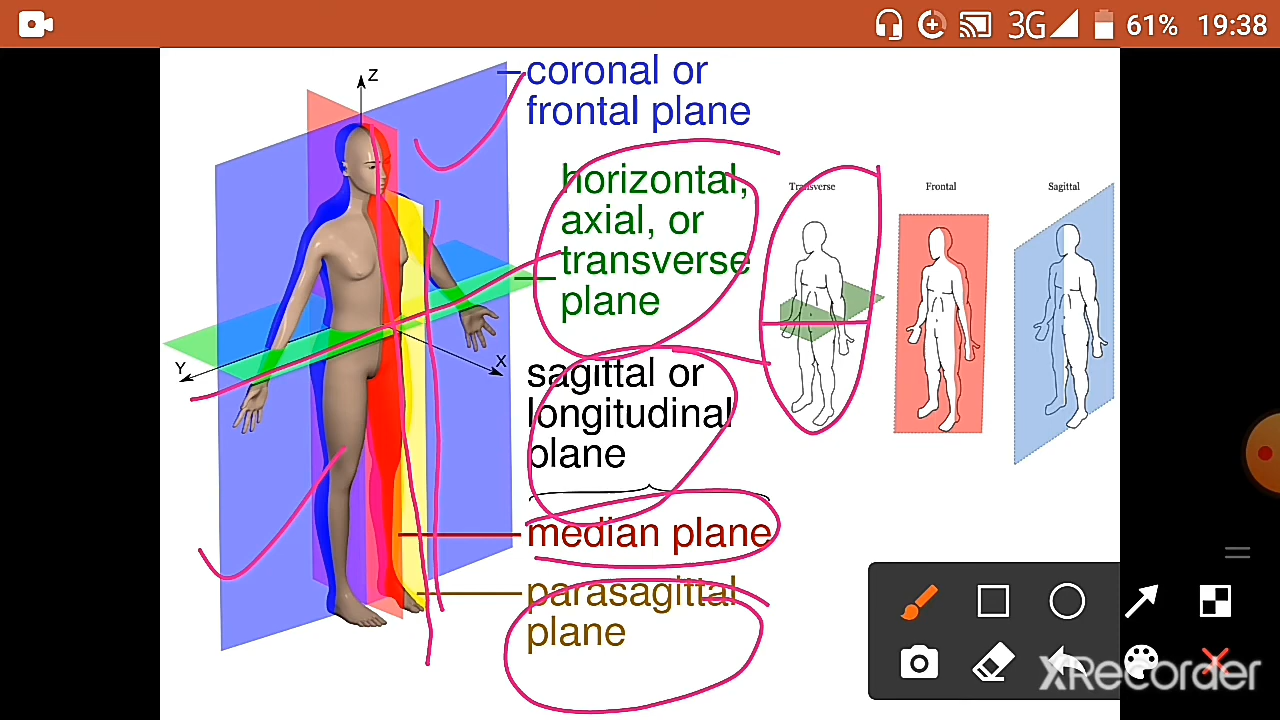 3G 61% 19:38
Z
coronal or
frontal plane
horizontal,
axial, or
transverse
plane
Y
X
sagittal or
longitudinal
plane
median plane
parasagittal
plane
Transverse
Frontal
Sagittal
XRecorder